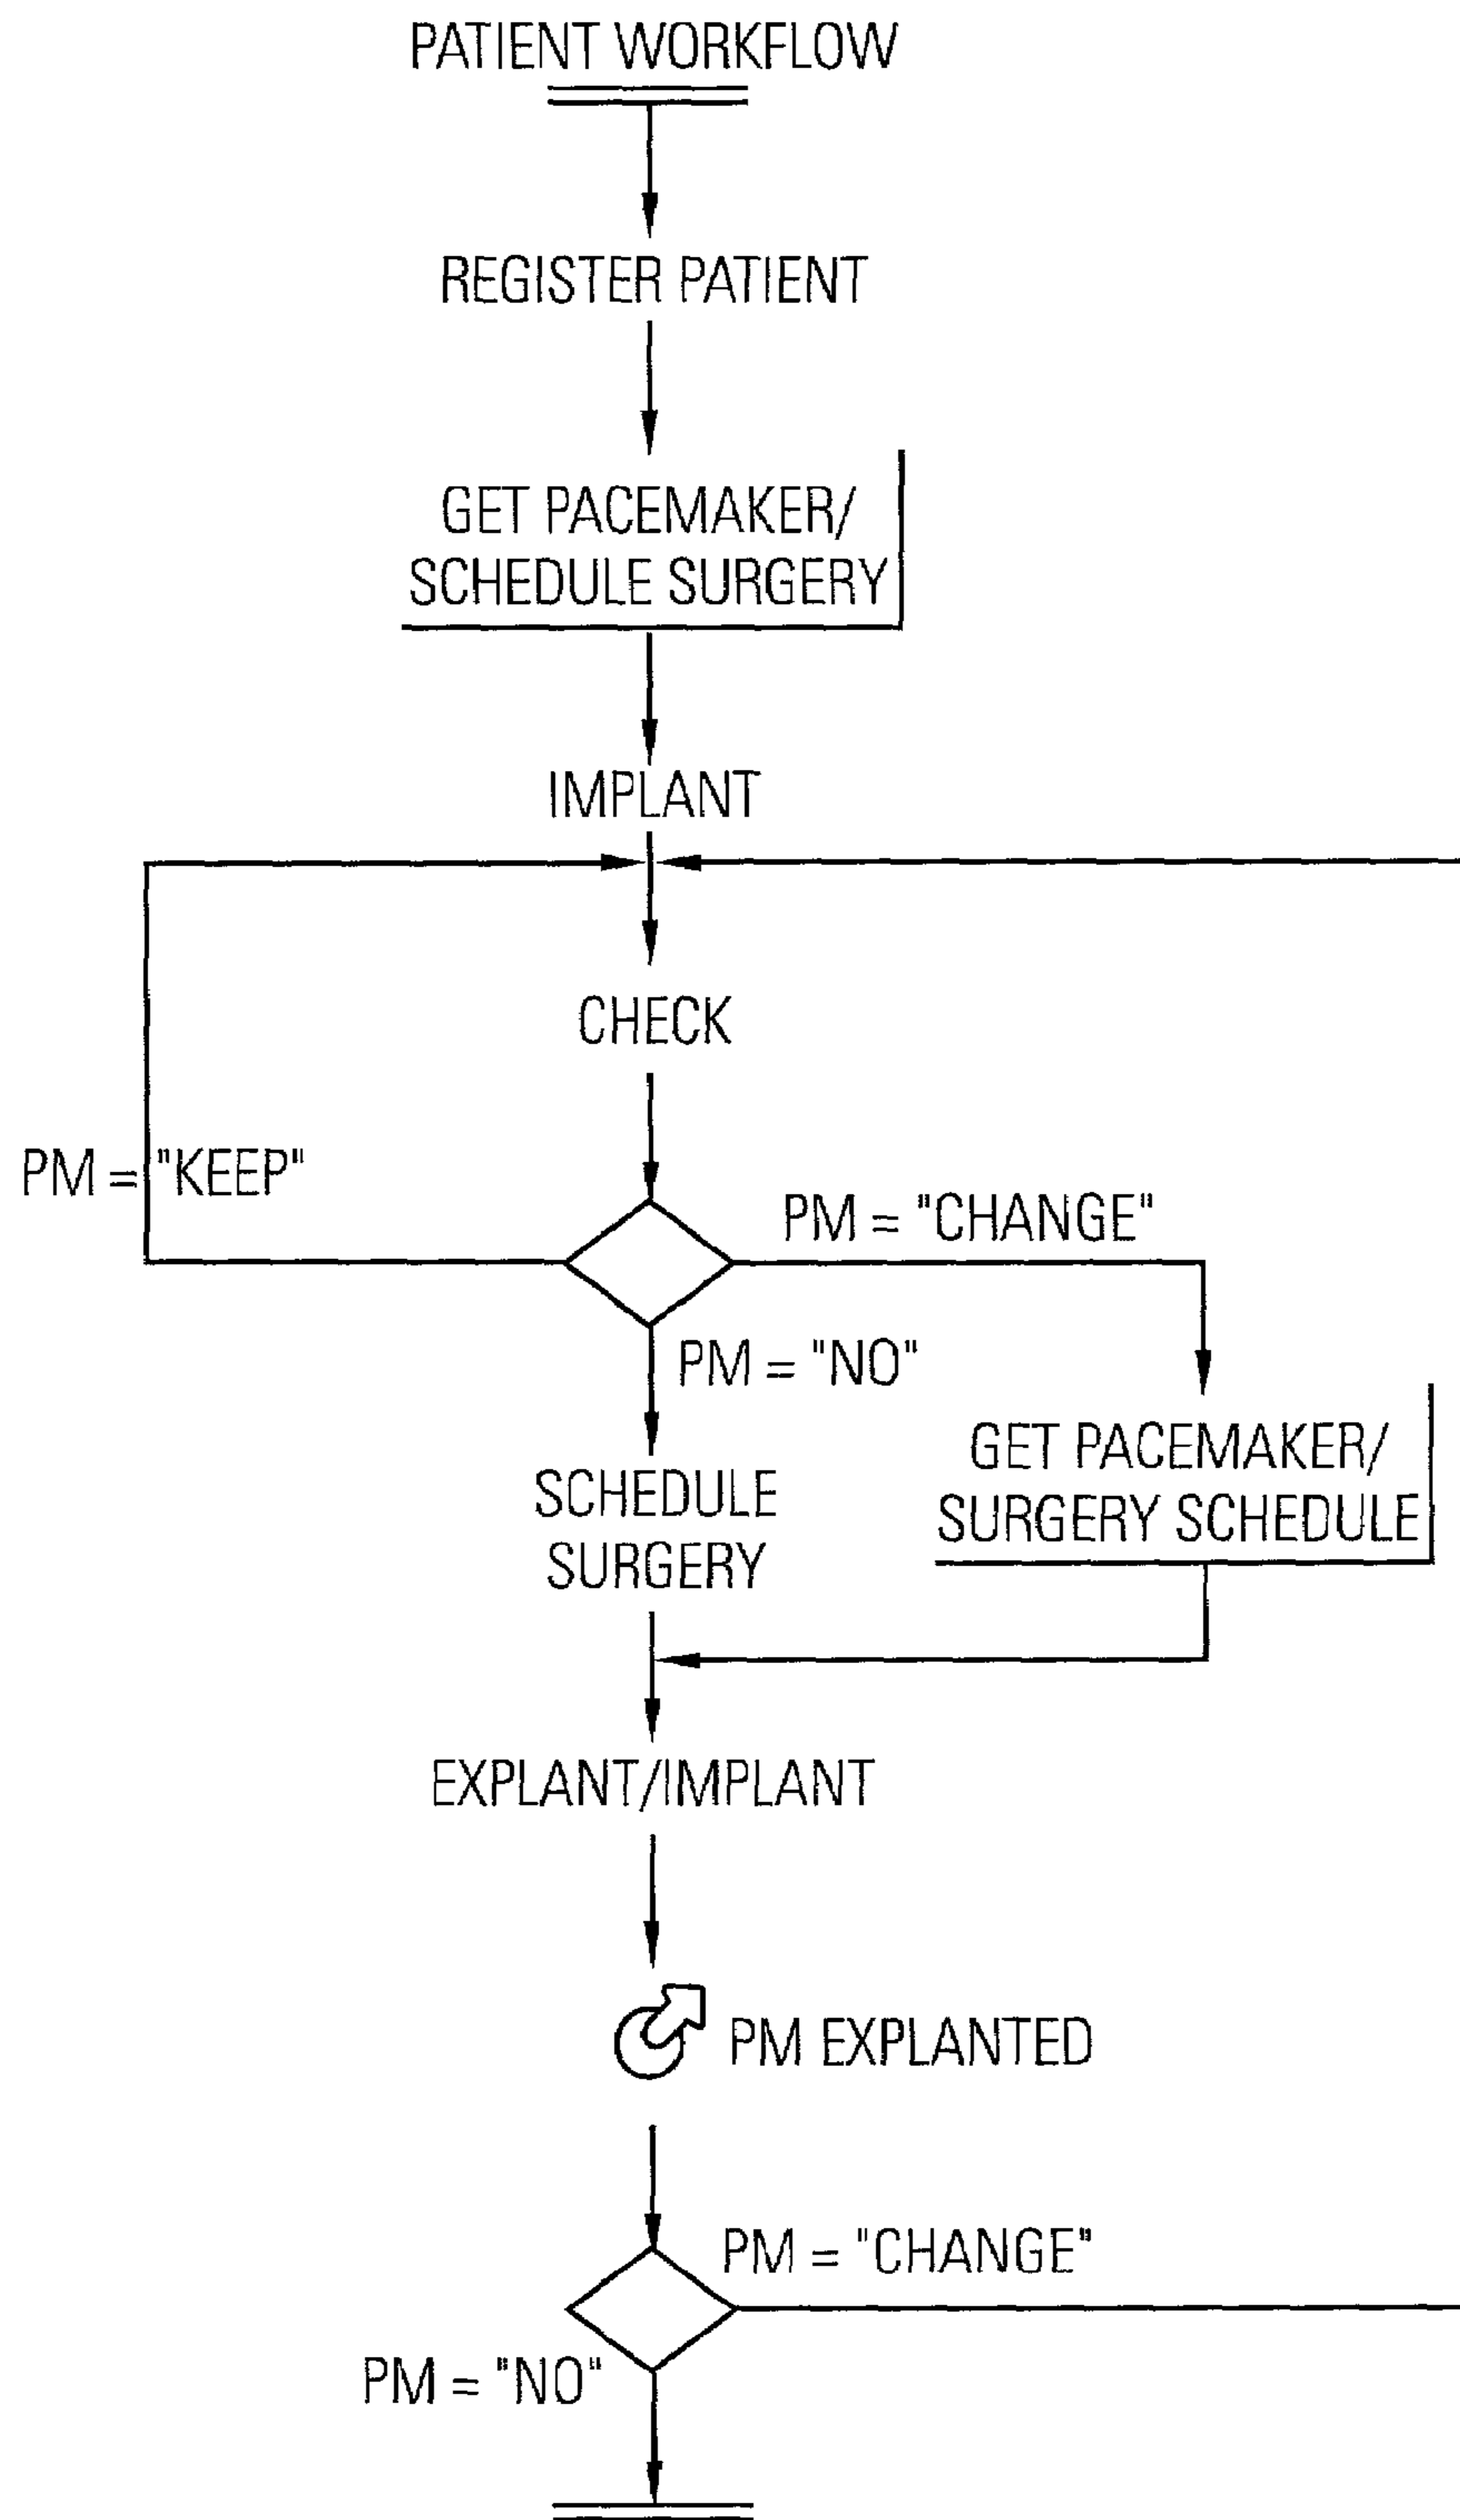 PATIENT WORKFLOW
REGISTER PATIENT
GET PACEMAKER/
SCHEDULE SURGERY
IMPLANT
CHECK
PM = "KEEP"
PM = "CHANGE"
PM = "NO"
GET PACEMAKER/
SURGERY SCHEDULE
SCHEDULE
SURGERY
EXPLANT/IMPLANT
PM EXPLANTED
PM = "CHANGE"
PM = "NO"